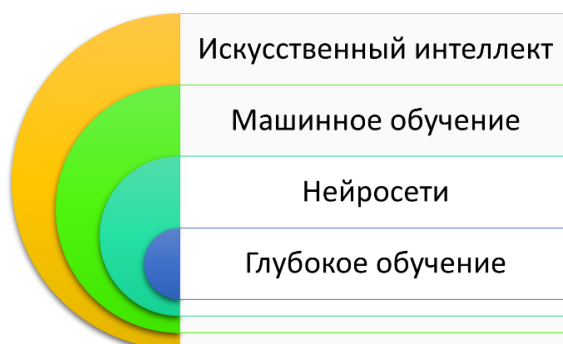 Искусственный интеллект
Машинное обучение
Нейросети
Глубокое обучение